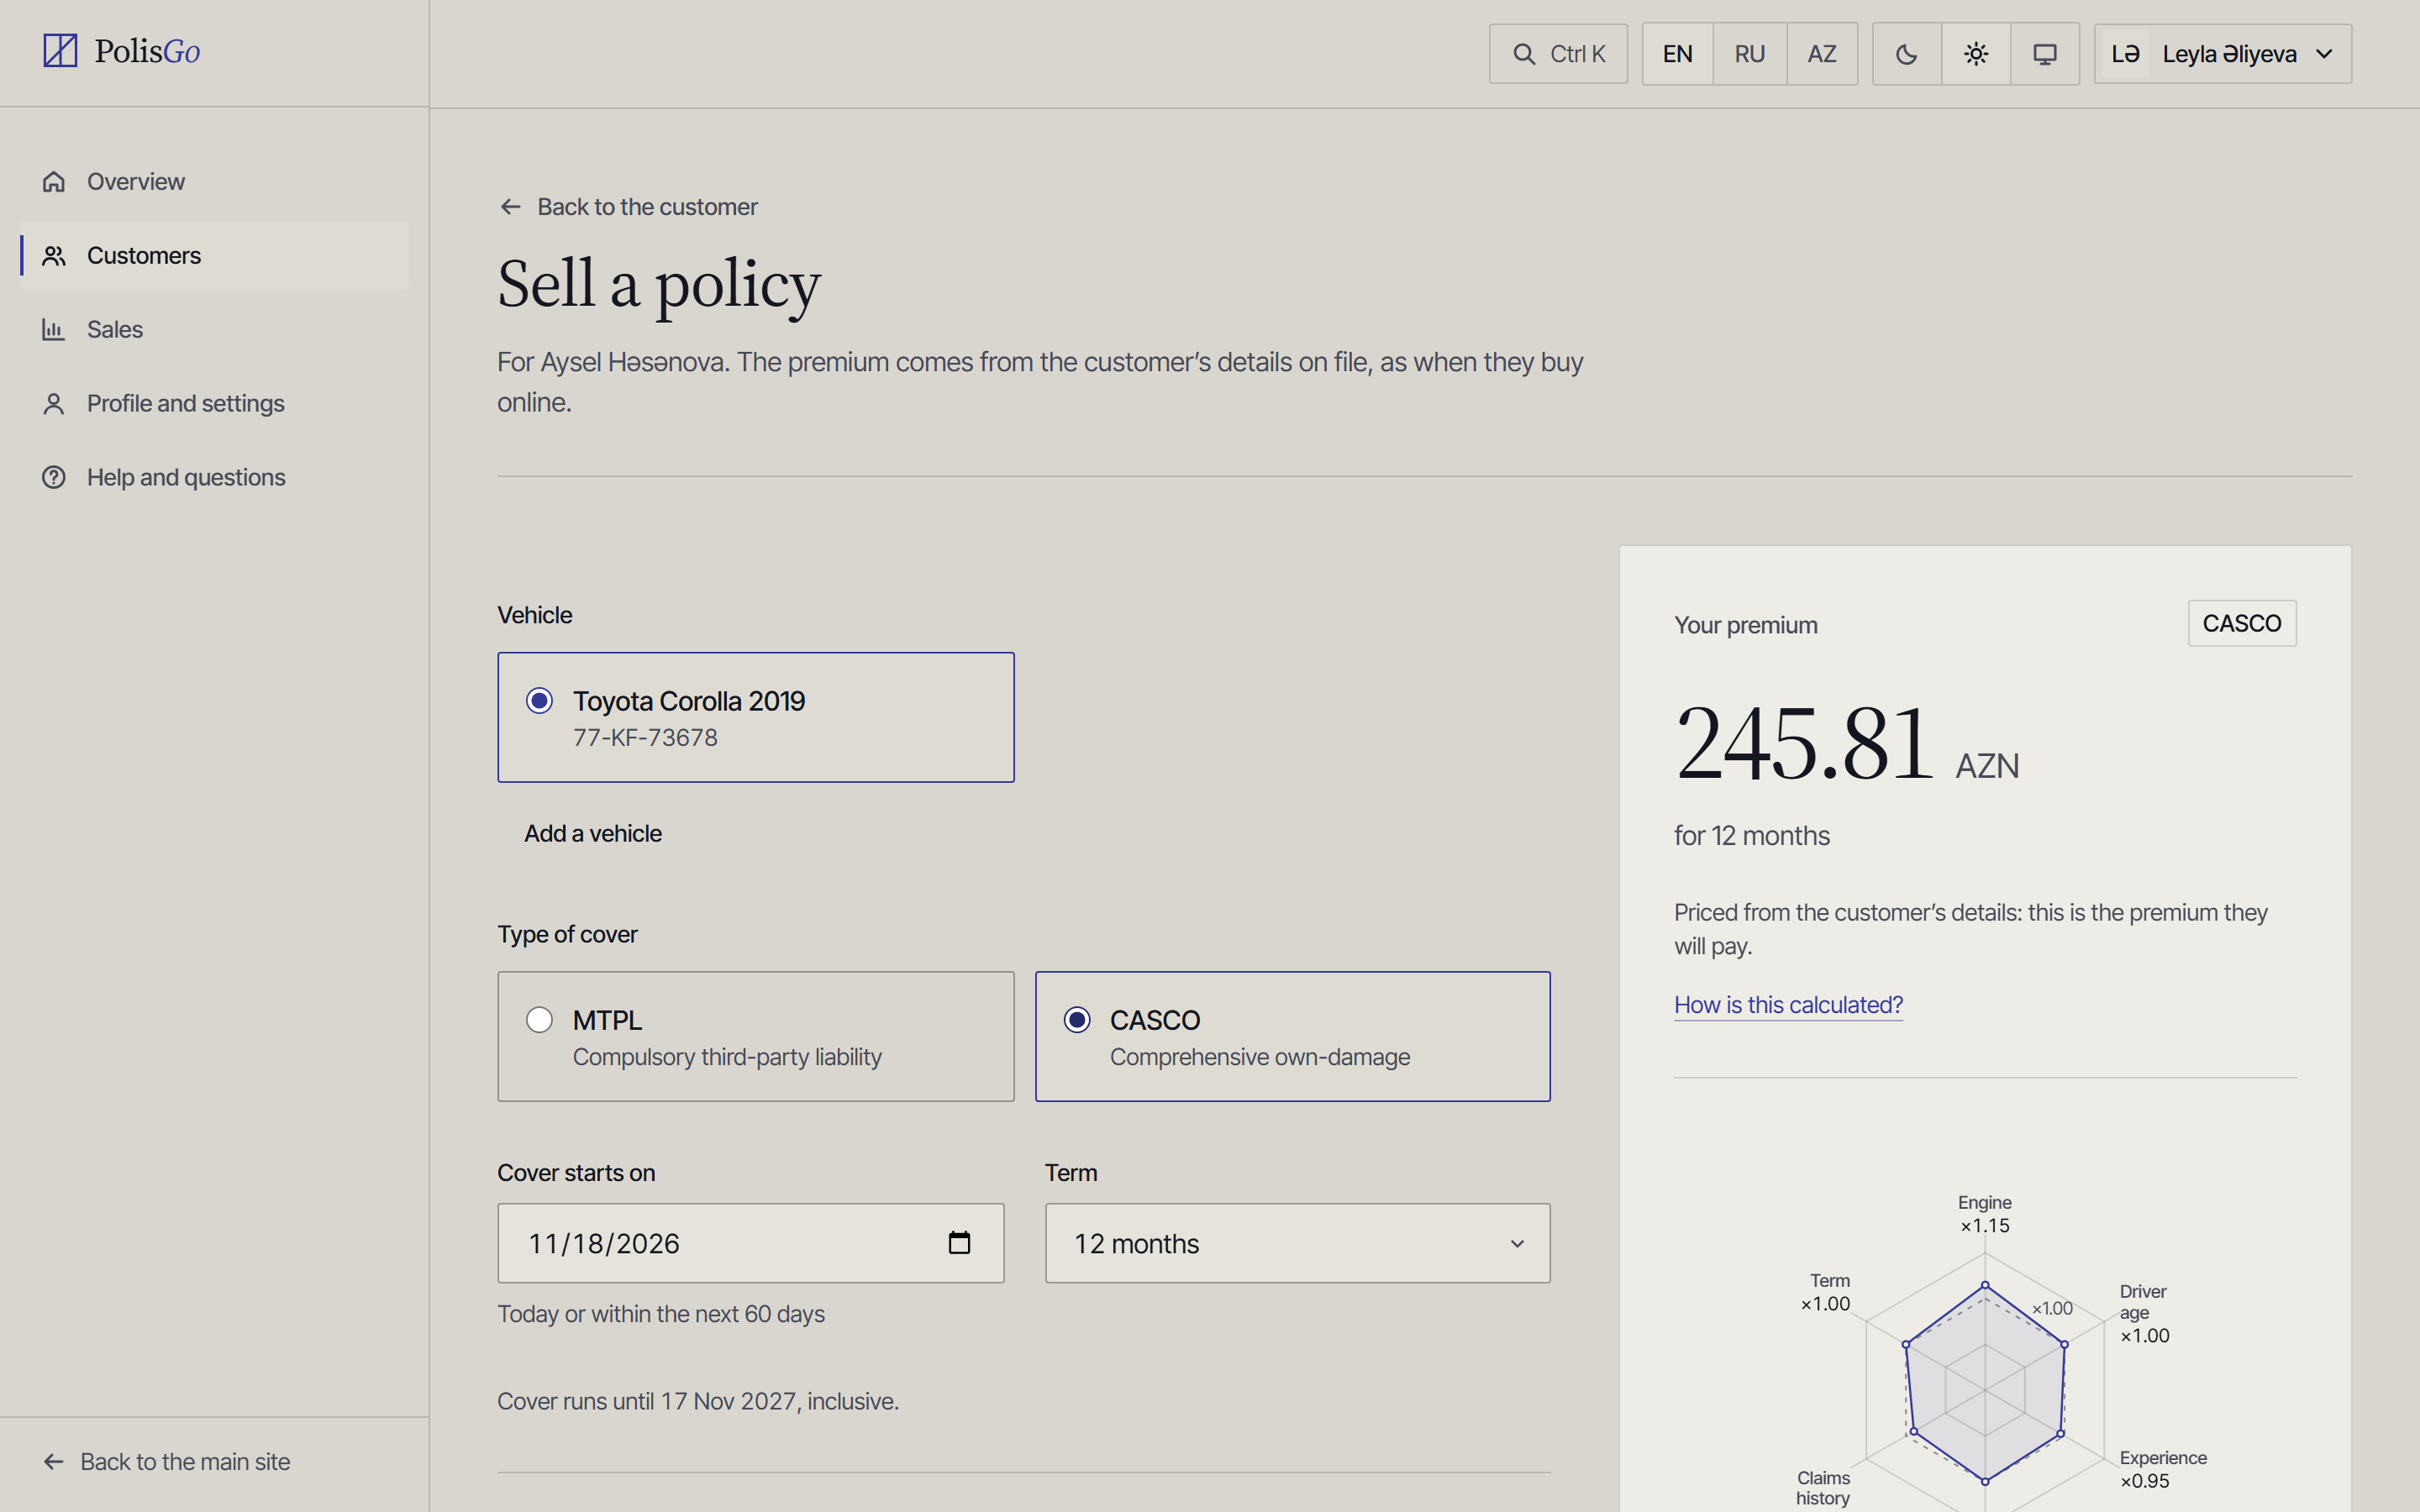 PolisGo
Ctrl K
EN
RU
AZ
LƏ
Leyla Əliyeva
Overview
Customers
Sales
Profile and settings
Help and questions
Back to the main site
Back to the customer
Sell a policy
For Aysel Həsənova. The premium comes from the customer’s details on file, as when they buy
online.
Vehicle
Toyota Corolla 2019
77-KF-73678
Add a vehicle
Type of cover
MTPL
Compulsory third-party liability
CASCO
Comprehensive own-damage
Cover starts on
11/18/2026
Today or within the next 60 days
Term
12 months
Cover runs until 17 Nov 2027, inclusive.
Your premium
CASCO
245.81 AZN
for 12 months
Priced from the customer’s details: this is the premium they
will pay.
How is this calculated?
Engine
×1.15
Term
×1.00
×1.00
Driver
age
×1.00
Experience
×0.95
Claims
history